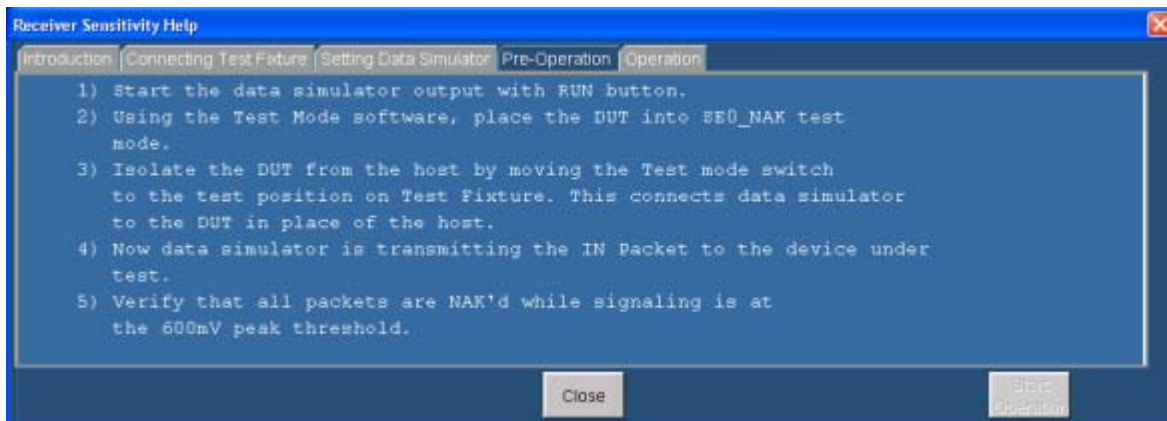 Receiver Sensitivity Help
Introduction Connecting Test Fixture Setting Data Simulator Pre-Operation Operation
1) Start the data simulator output with RUN button.
2) Using the Test Mode software, place the DUT into SE0_NAK test
mode.
3) Isolate the DUT from the host by moving the Test mode switch
to the test position on Test Fixture. This connects data simulator
to the DUT in place of the host.
4) Now data simulator is transmitting the IN Packet to the device under
test.
5) Verify that all packets are NAK'd while signaling is at
the 600mV peak threshold.
Close
Start
Operation